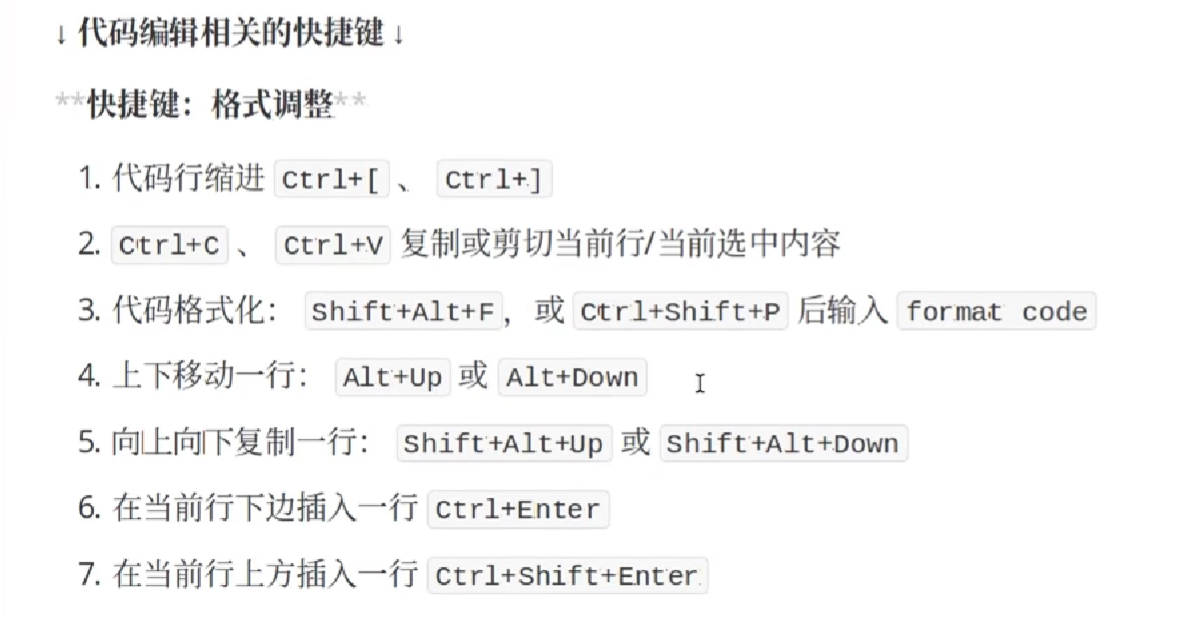 ↓ 代码编辑相关的快捷键 ↓
**快捷键：格式调整**
1. 代码行缩进 Ctrl+[ 、 Ctrl+]
2. Ctrl+C 、 Ctrl+V 复制或剪切当前行/当前选中内容
3. 代码格式化： Shift+Alt+F，或 Ctrl+Shift+P 后输入 format code
4. 上下移动一行： Alt+Up 或 Alt+Down
5. 向上向下复制一行： Shift+Alt+Up 或 Shift+Alt+Down
6. 在当前行下边插入一行 Ctrl+Enter
7. 在当前行上方插入一行 Ctrl+Shift+Enter